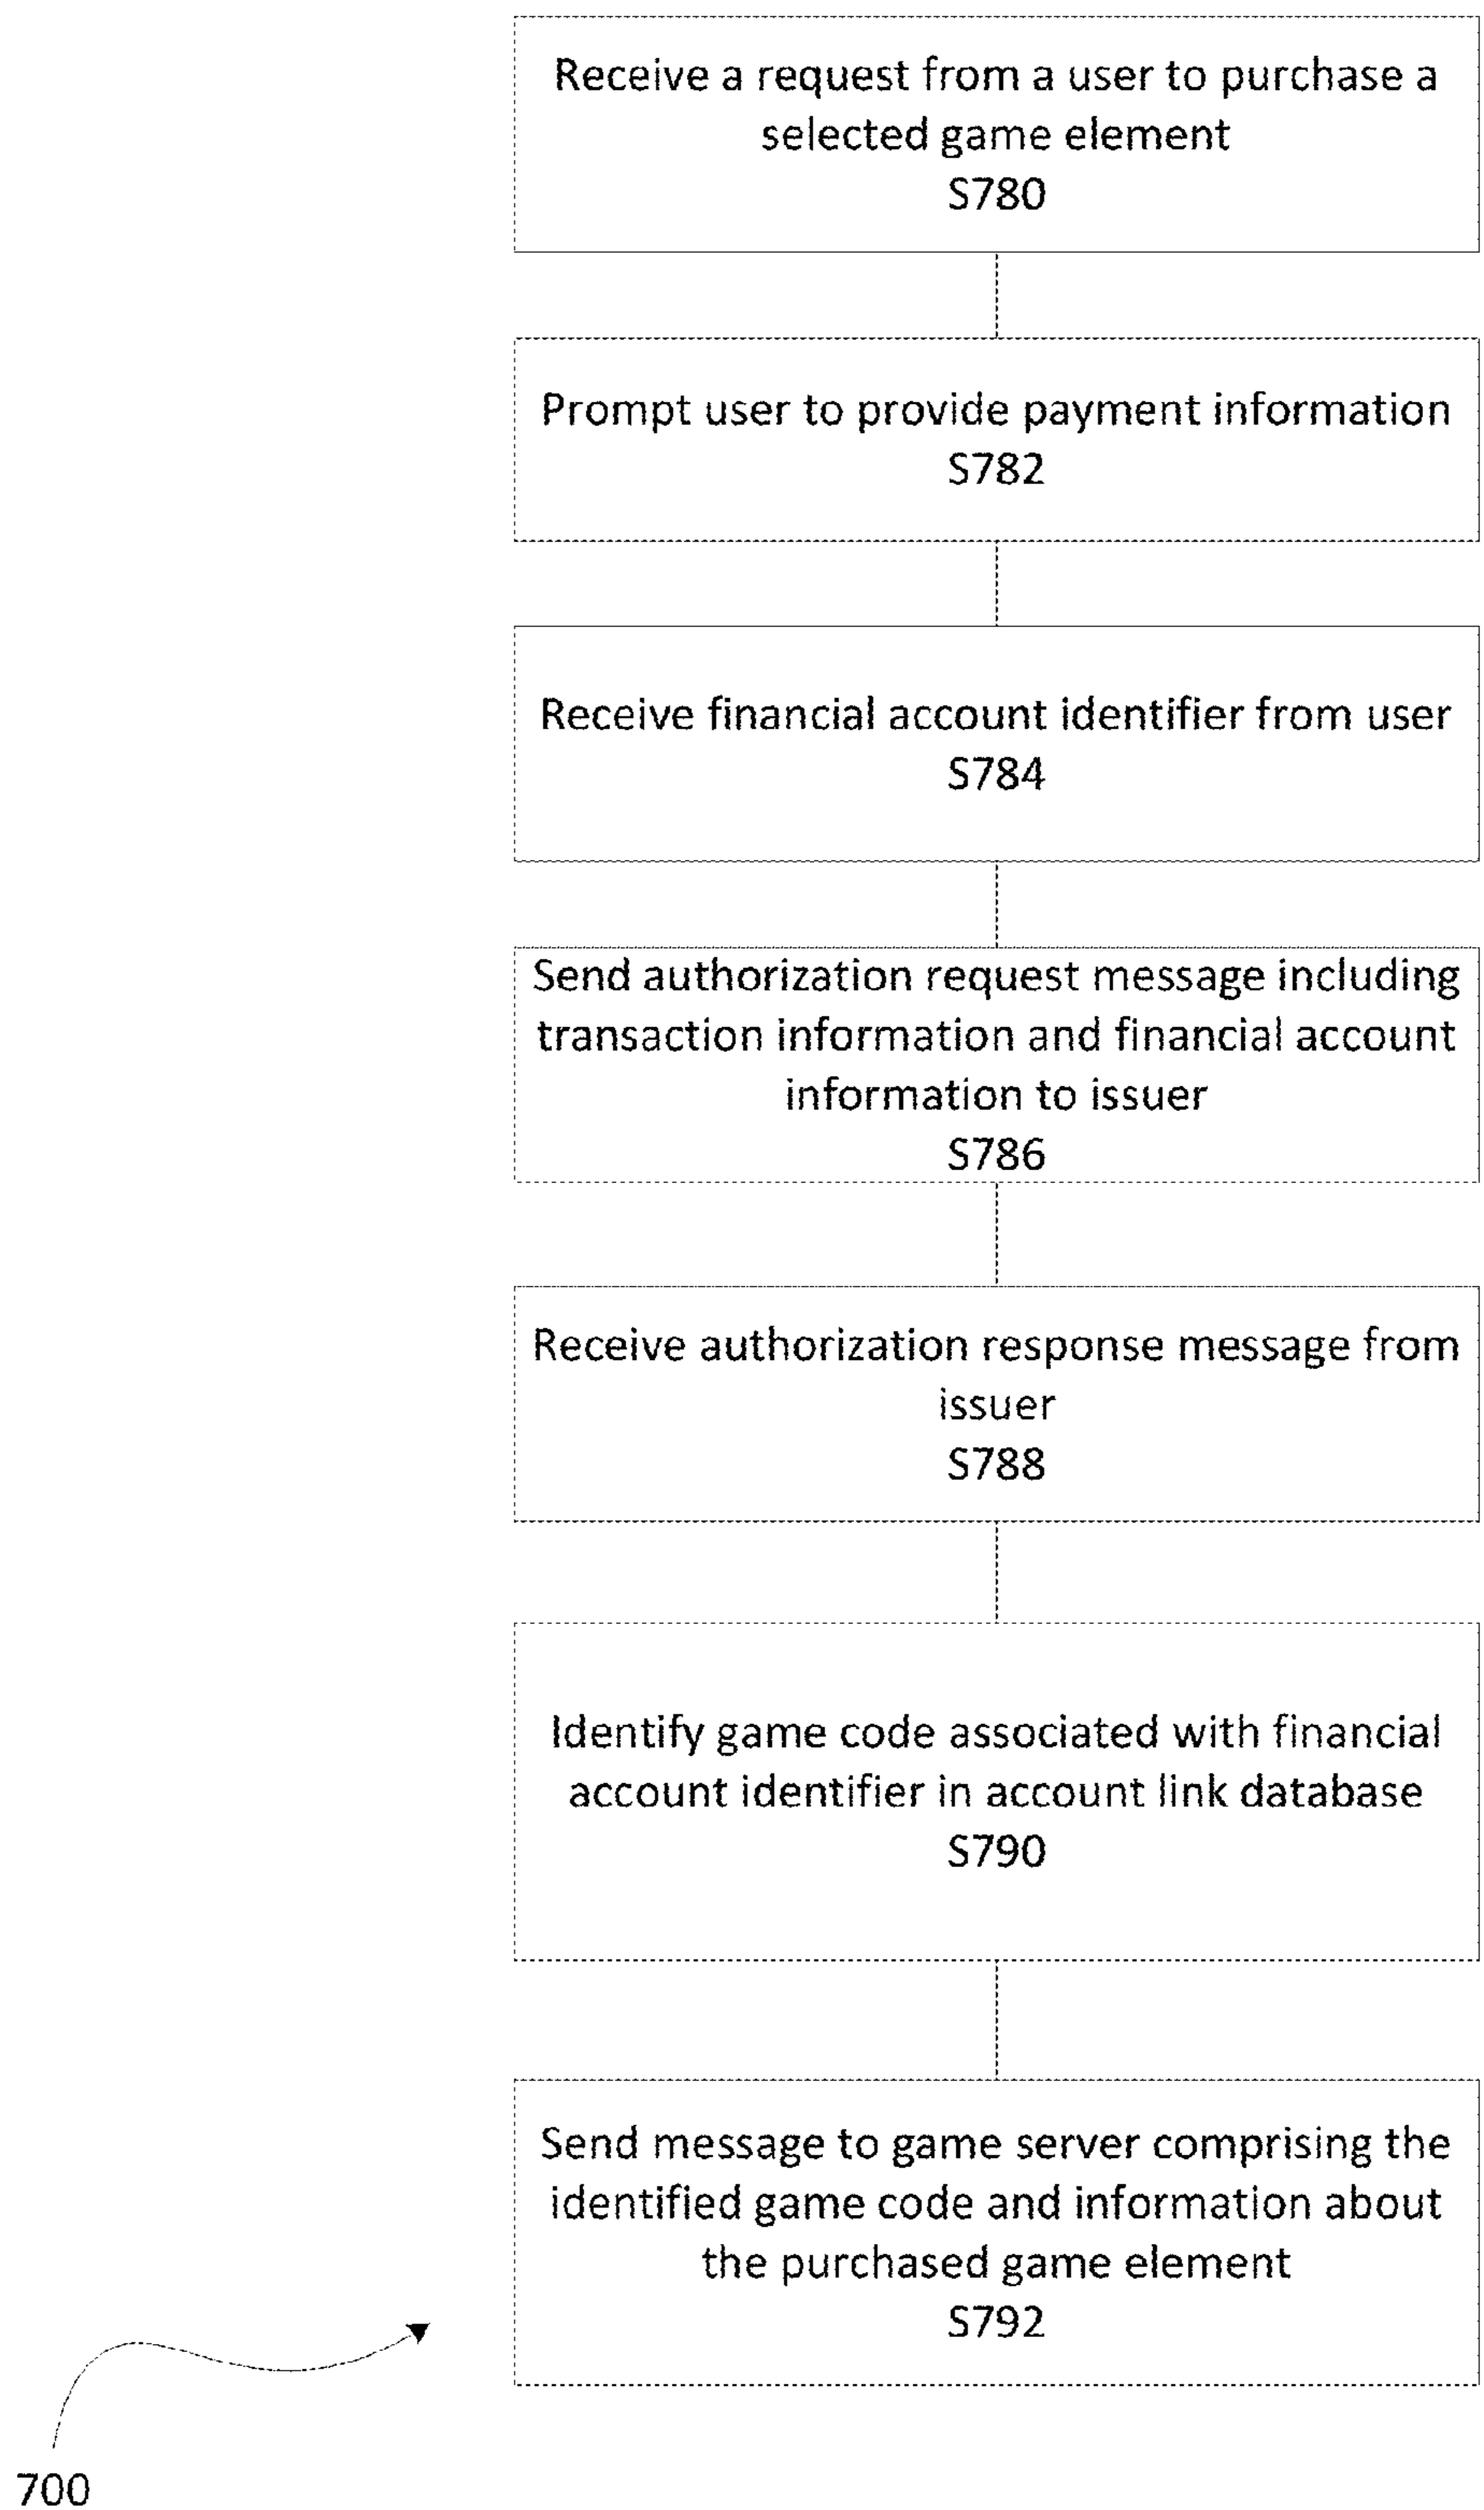 Receive a request from a user to purchase a
selected game element
S780
Prompt user to provide payment information
S782
Receive financial account identifier from user
S784
Send authorization request message including
transaction information and financial account
information to issuer
S786
Receive authorization response message from
issuer
S788
Identify game code associated with financial
account identifier in account link database
S790
Send message to game server comprising the
identified game code and information about
the purchased game element
S792
700